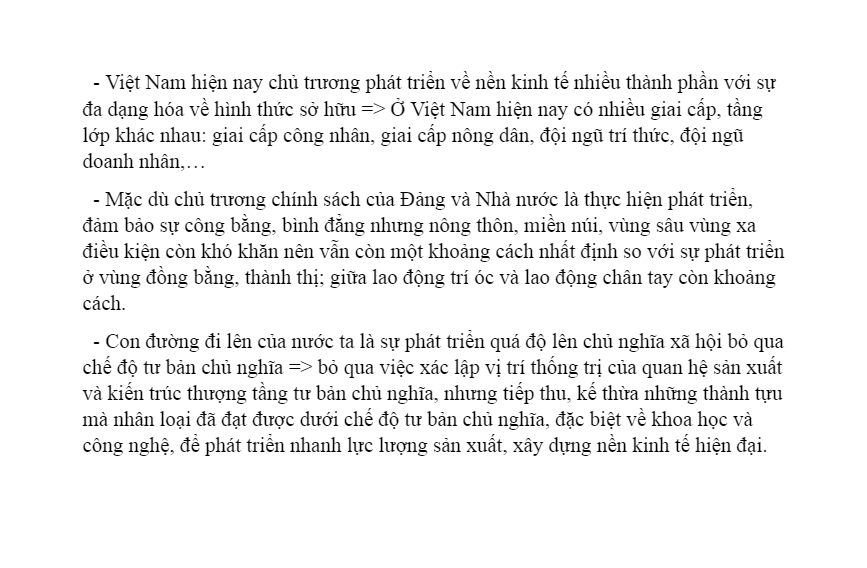 - Việt Nam hiện nay chủ trương phát triển về nền kinh tế nhiều thành phần với sự
đa dạng hóa về hình thức sở hữu => Ở Việt Nam hiện nay có nhiều giai cấp, tầng
lớp khác nhau: giai cấp công nhân, giai cấp nông dân, đội ngũ trí thức, đội ngũ
doanh nhân,…
- Mặc dù chủ trương chính sách của Đảng và Nhà nước là thực hiện phát triển,
đảm bảo sự công bằng, bình đẳng nhưng nông thôn, miền núi, vùng sâu vùng xa
điều kiện còn khó khăn nên vẫn còn một khoảng cách nhất định so với sự phát triển
ở vùng đồng bằng, thành thị; giữa lao động trí óc và lao động chân tay còn khoảng
cách.
- Con đường đi lên của nước ta là sự phát triển quá độ lên chủ nghĩa xã hội bỏ qua
chế độ tư bản chủ nghĩa => bỏ qua việc xác lập vị trí thống trị của quan hệ sản xuất
và kiến trúc thượng tầng tư bản chủ nghĩa, nhưng tiếp thu, kế thừa những thành tựu
mà nhân loại đã đạt được dưới chế độ tư bản chủ nghĩa, đặc biệt về khoa học và
công nghệ, để phát triển nhanh lực lượng sản xuất, xây dựng nền kinh tế hiện đại.